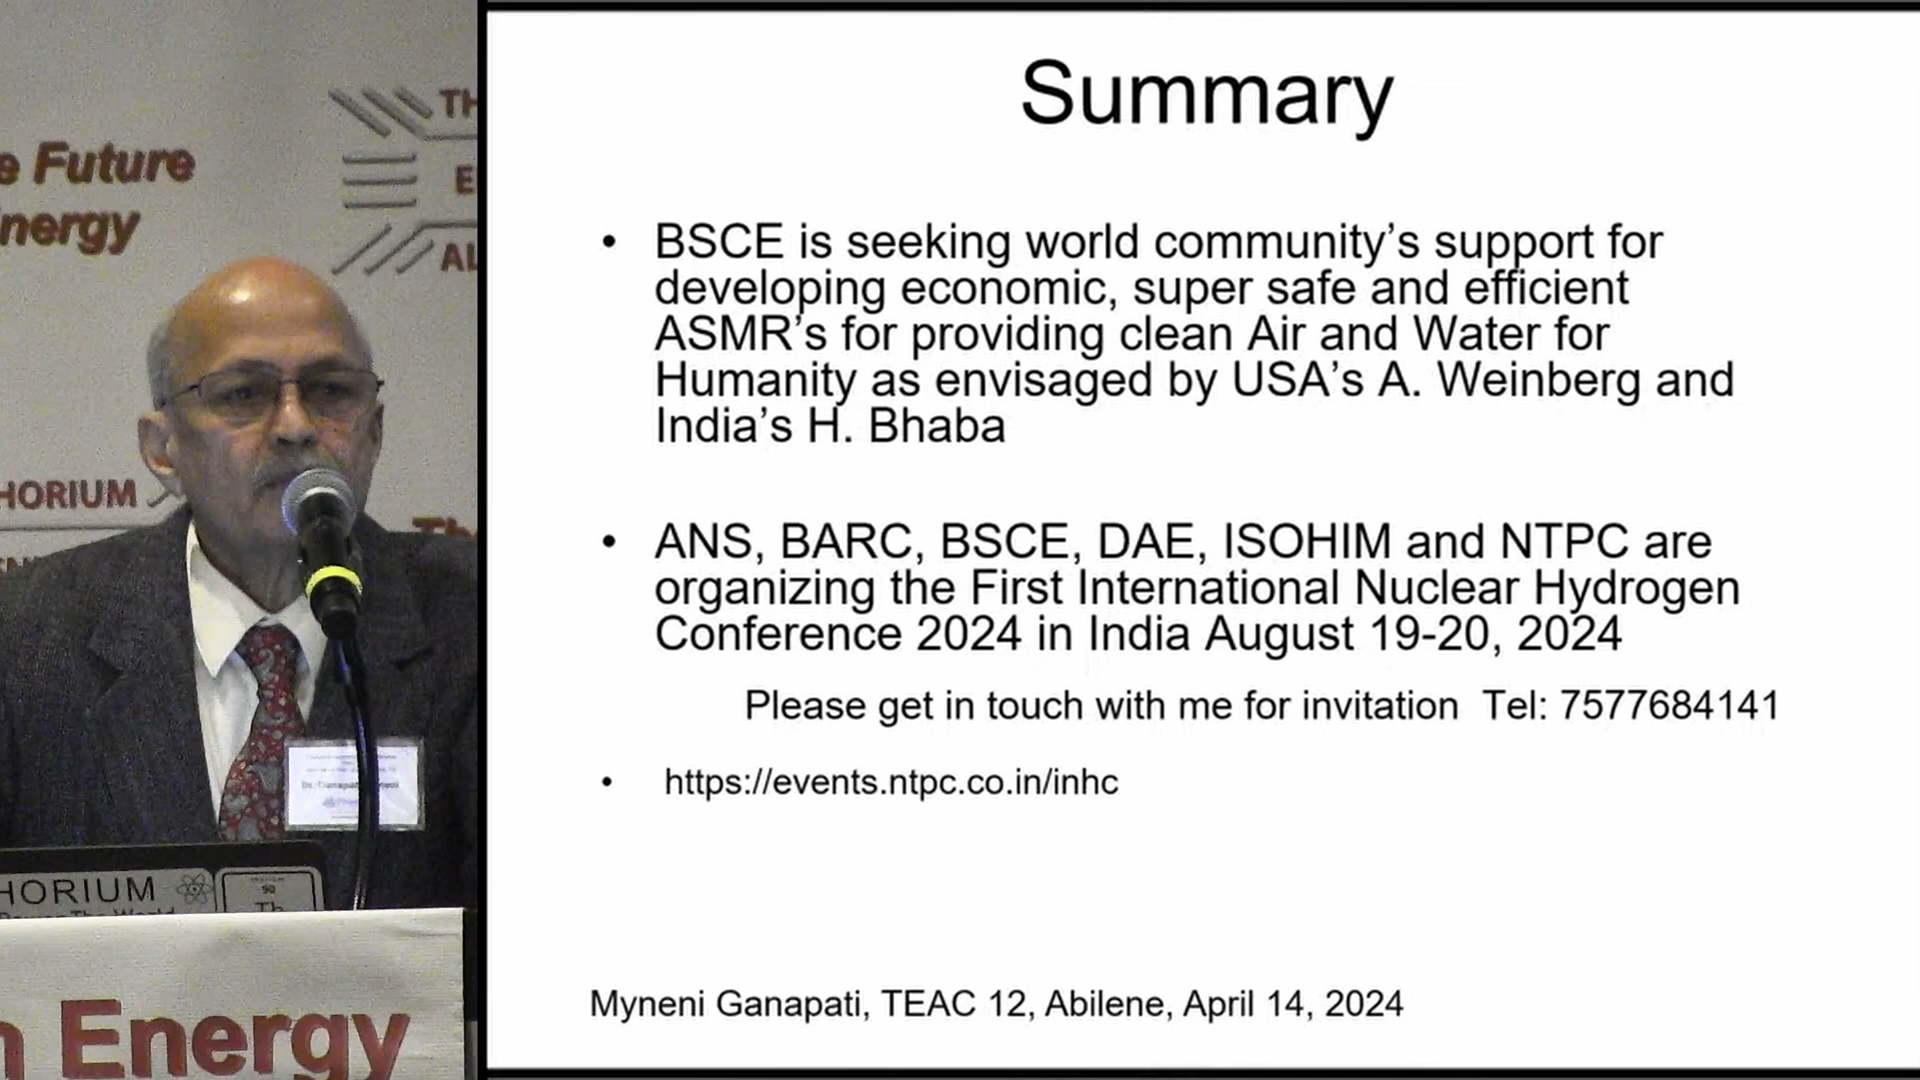 e Future
nergy
TH
E
AL
HORIUM
HORIUM
90
Th
n Energy
Summary
• BSCE is seeking world community’s support for
developing economic, super safe and efficient
ASMR’s for providing clean Air and Water for
Humanity as envisaged by USA’s A. Weinberg and
India’s H. Bhaba
• ANS, BARC, BSCE, DAE, ISOHIM and NTPC are
organizing the First International Nuclear Hydrogen
Conference 2024 in India August 19-20, 2024
Please get in touch with me for invitation Tel: 7577684141
• https://events.ntpc.co.in/inhc
Myneni Ganapati, TEAC 12, Abilene, April 14, 2024